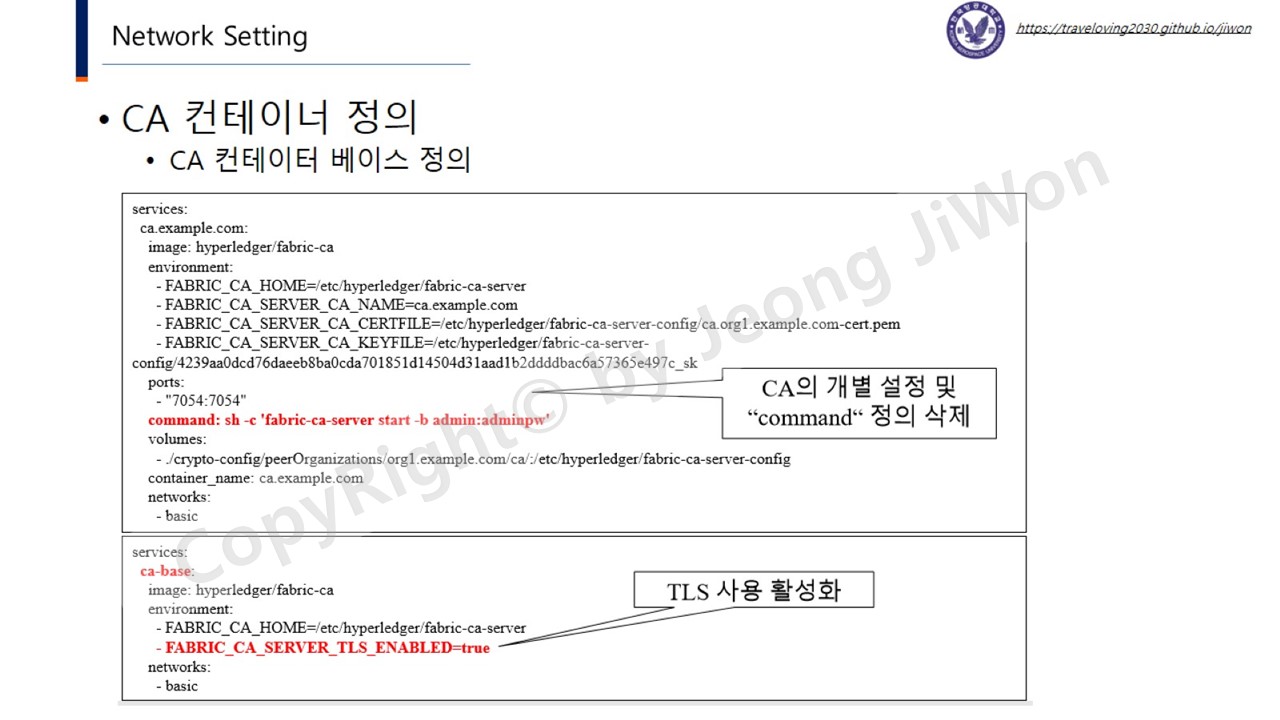 Network Setting
https://traveloving2030.github.io/jiwon
• CA 컨테이너 정의
• CA 컨테이터 베이스 정의
services:
ca.example.com:
image: hyperledger/fabric-ca
environment:
- FABRIC_CA_HOME=/etc/hyperledger/fabric-ca-server
- FABRIC_CA_SERVER_CA_NAME=ca.example.com
- FABRIC_CA_SERVER_CA_CERTFILE=/etc/hyperledger/fabric-ca-server-config/ca.org1.example.com-cert.pem
- FABRIC_CA_SERVER_CA_KEYFILE=/etc/hyperledger/fabric-ca-server-
config/4239aa0dcd76daeeb8ba0cda701851d14504d31aad1b2ddddbac6a57365e497c_sk
ports:
- "7054:7054"
command: sh -c 'fabric-ca-server start -b admin:adminpw'
volumes:
- ./crypto-config/peerOrganizations/org1.example.com/ca/:/etc/hyperledger/fabric-ca-server-config
container_name: ca.example.com
networks:
- basic
CA의 개별 설정 및
“command“ 정의 삭제
services:
ca-base:
image: hyperledger/fabric-ca
environment:
- FABRIC_CA_HOME=/etc/hyperledger/fabric-ca-server
- FABRIC_CA_SERVER_TLS_ENABLED=true
networks:
- basic
TLS 사용 활성화
CopyRight© by Jeong JiWon